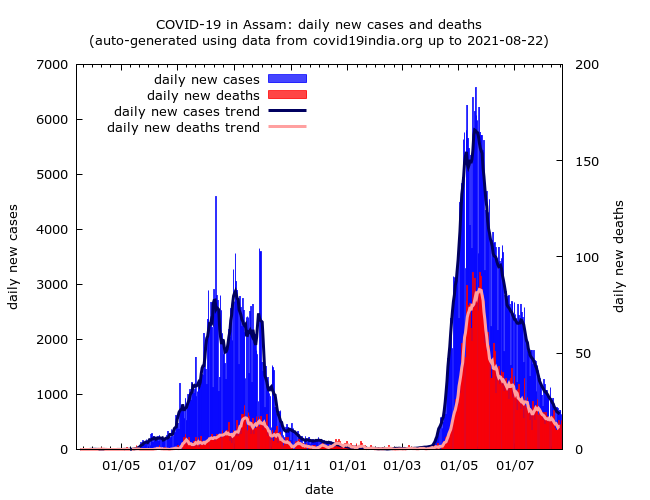 COVID-19 in Assam: daily new cases and deaths
(auto-generated using data from covid19india.org up to 2021-08-22)
7000
6000
5000
4000
3000
2000
1000
0
200
150
100
50
0
daily new cases
daily new deaths
daily new cases trend
daily new deaths trend
daily new cases
daily new deaths
01/05 01/07 01/09 01/11 01/01 01/03 01/05 01/07
date